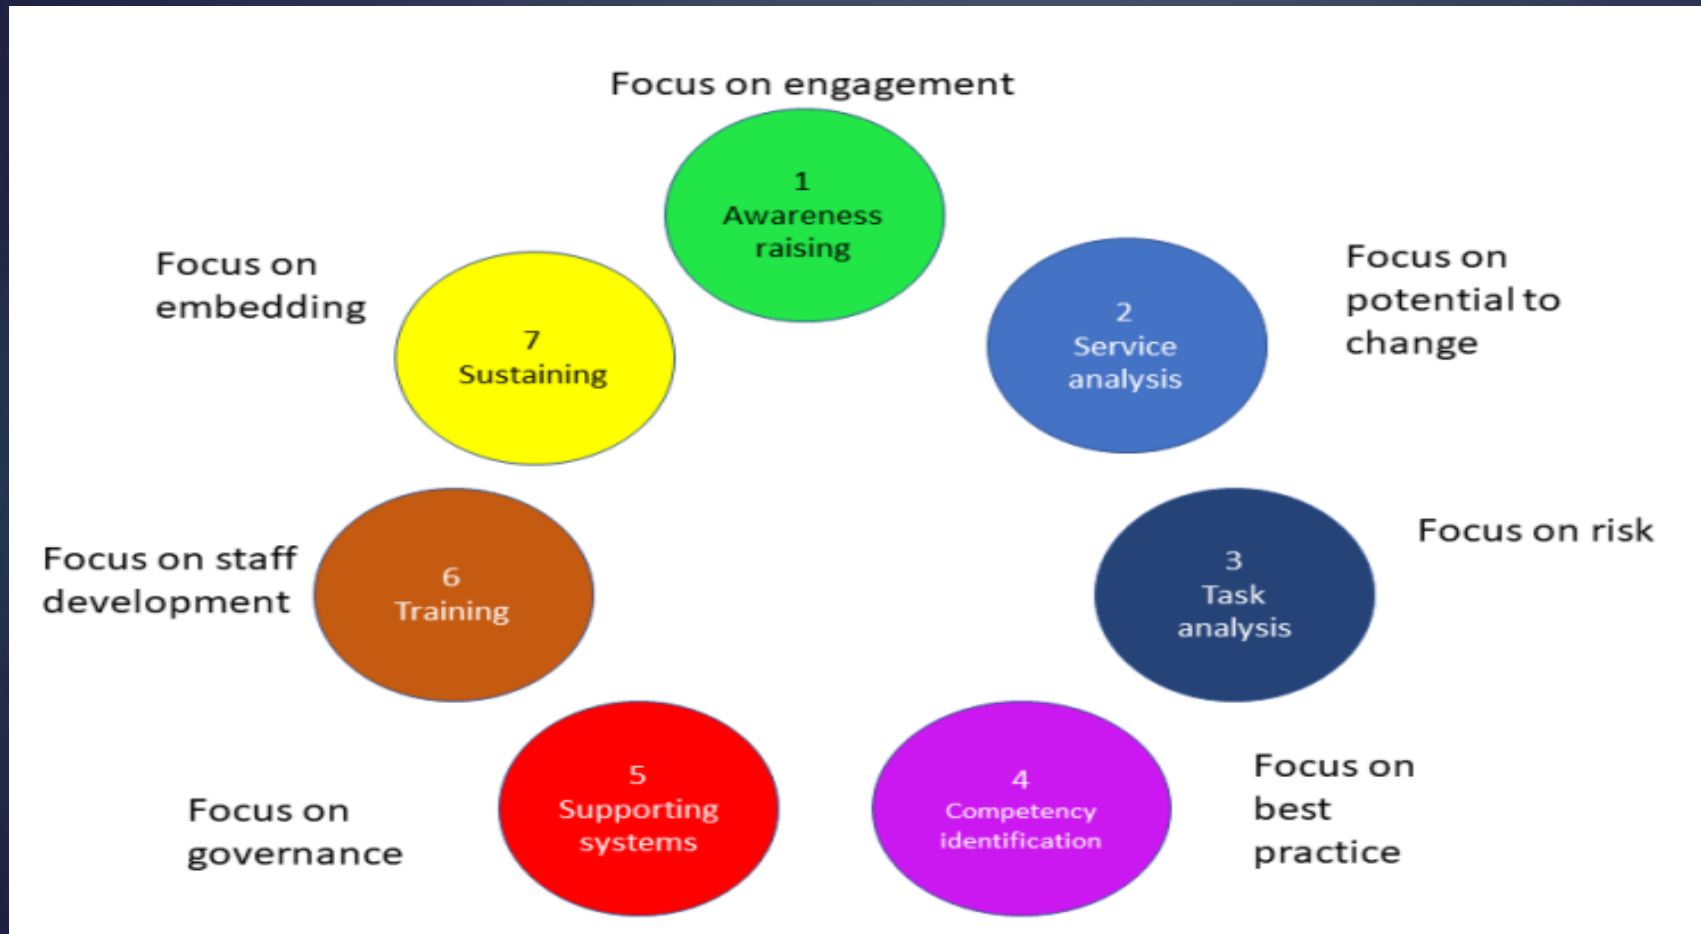 Focus on engagement
1
Awareness
raising
Focus on
potential to
change
2
Service
analysis
Focus on risk
3
Task
analysis
Focus on
best
practice
4
Competency
identification
5
Supporting
systems
Focus on
governance
6
Training
Focus on staff
development
7
Sustaining
Focus on
embedding